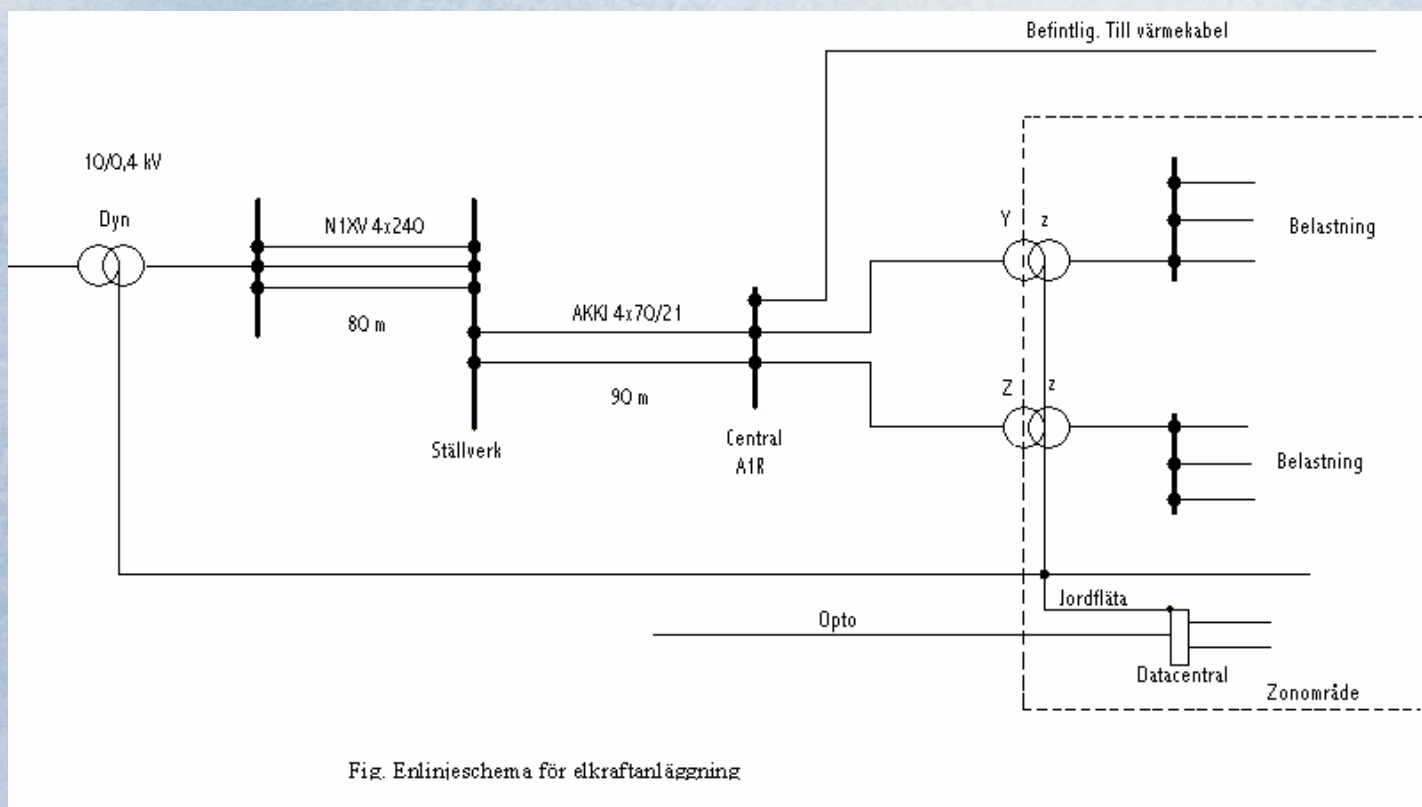 Befintlig. Till värmekabel
10/0,4 kV
Dyn
N1XV 4x240
80 m
Ställverk
AKKJ 4x70/21
90 m
Central
A1R
Y z
Belastning
Z z
Belastning
Jordfläta
Opto
Datacentral
Zonområde
Fig. Enlinjeschema för elkraftanläggning